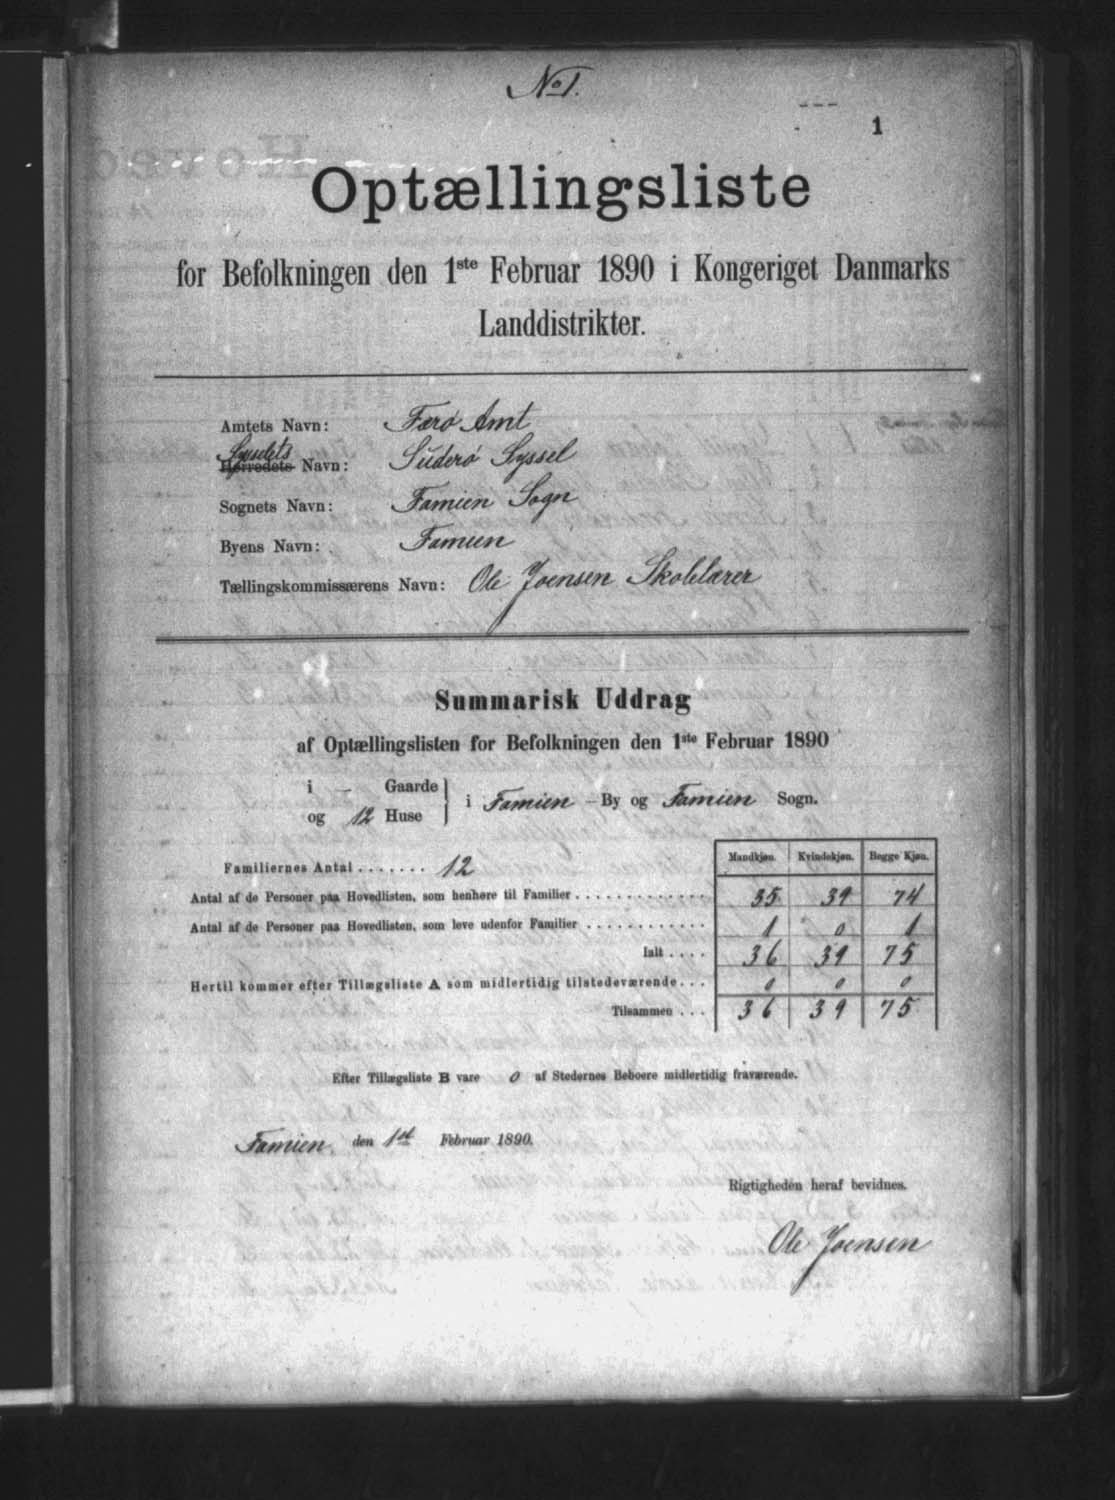 No 1.
1
Optællingsliste
for Befolkningen den 1ste Februar 1890 i Kongeriget Danmarks
Landdistrikter.
Amtets Navn: Færø Amt
Syslets
Herredets Navn: Süderø Syssel
Sognets Navn: Famien Sogn
Byens Navn: Famien
Tællingskommissærens Navn: Ole Joensen Skolelærer
Summarisk Uddrag
af Optællingslisten for Befolkningen den 1ste Februar 1890
i — Gaarde
og 12 Huse
i Famien - By og Famien Sogn.
Mandkjøn. Kvindekjøn. Begge Kjøn.
Familiernes Antal ....... 12
Antal af de Personer paa Hovedlisten, som henhøre til Familier ............. 35 39 74
Antal af de Personer paa Hovedlisten, som leve udenfor Familier ............ 1 0 1
Ialt .... 36 39 75
Hertil kommer efter Tillægsliste A som midlertidig tilstedeværende... 0 0 0
Tilsammen ... 36 39 75
Efter Tillægsliste B vare 0 af Stedernes Beboere midlertidig fraværende.
Famien, den 1st Februar 1890.
Rigtigheden heraf bevidnes.
Ole Joensen